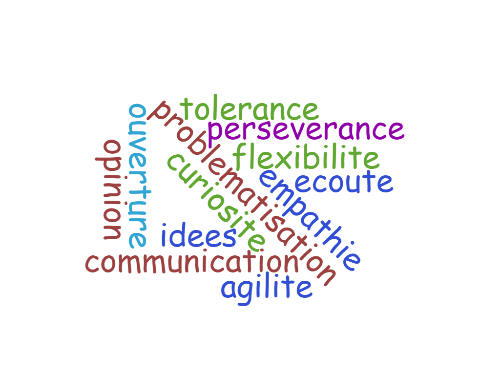 tolerance
perseverance
problematisation
ouverture
opinion
flexibilite
curiosite
empathie
ecoute
idees
communication
agilite